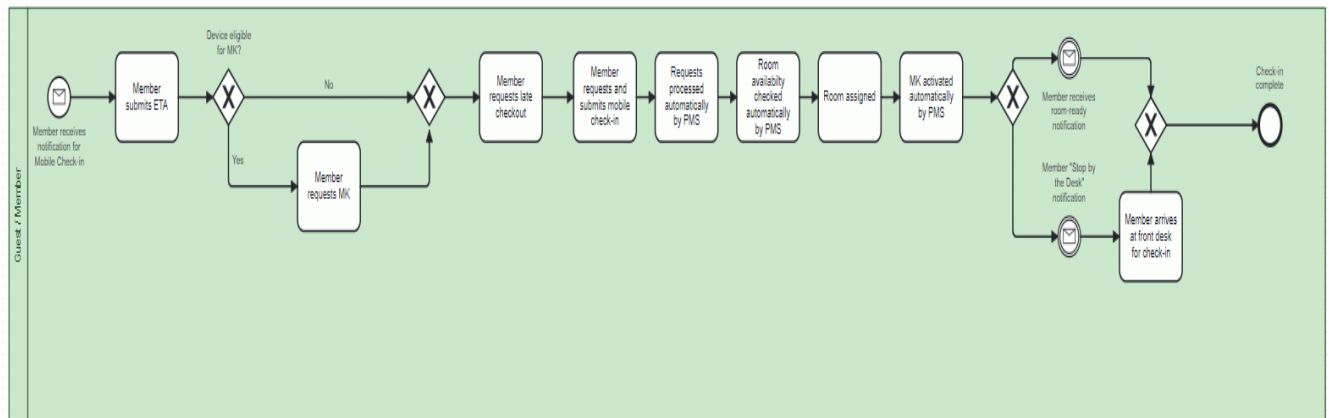 Guest / Member
Member receives
notification for
Mobile Check-in
Member
submits ETA
Device eligible
for MK?
No
Yes
Member
requests MK
Member
requests late
checkout
Member
requests and
submits mobile
check-in
Requests
processed
automatically
by PMS
Room
availabilty
checked
automatically
by PMS
Room assigned
MK activated
automatically
by PMS
Member receives
room-ready
notification
Member "Stop by
the Desk"
notification
Member arrives
at front desk
for check-in
Check-in
complete